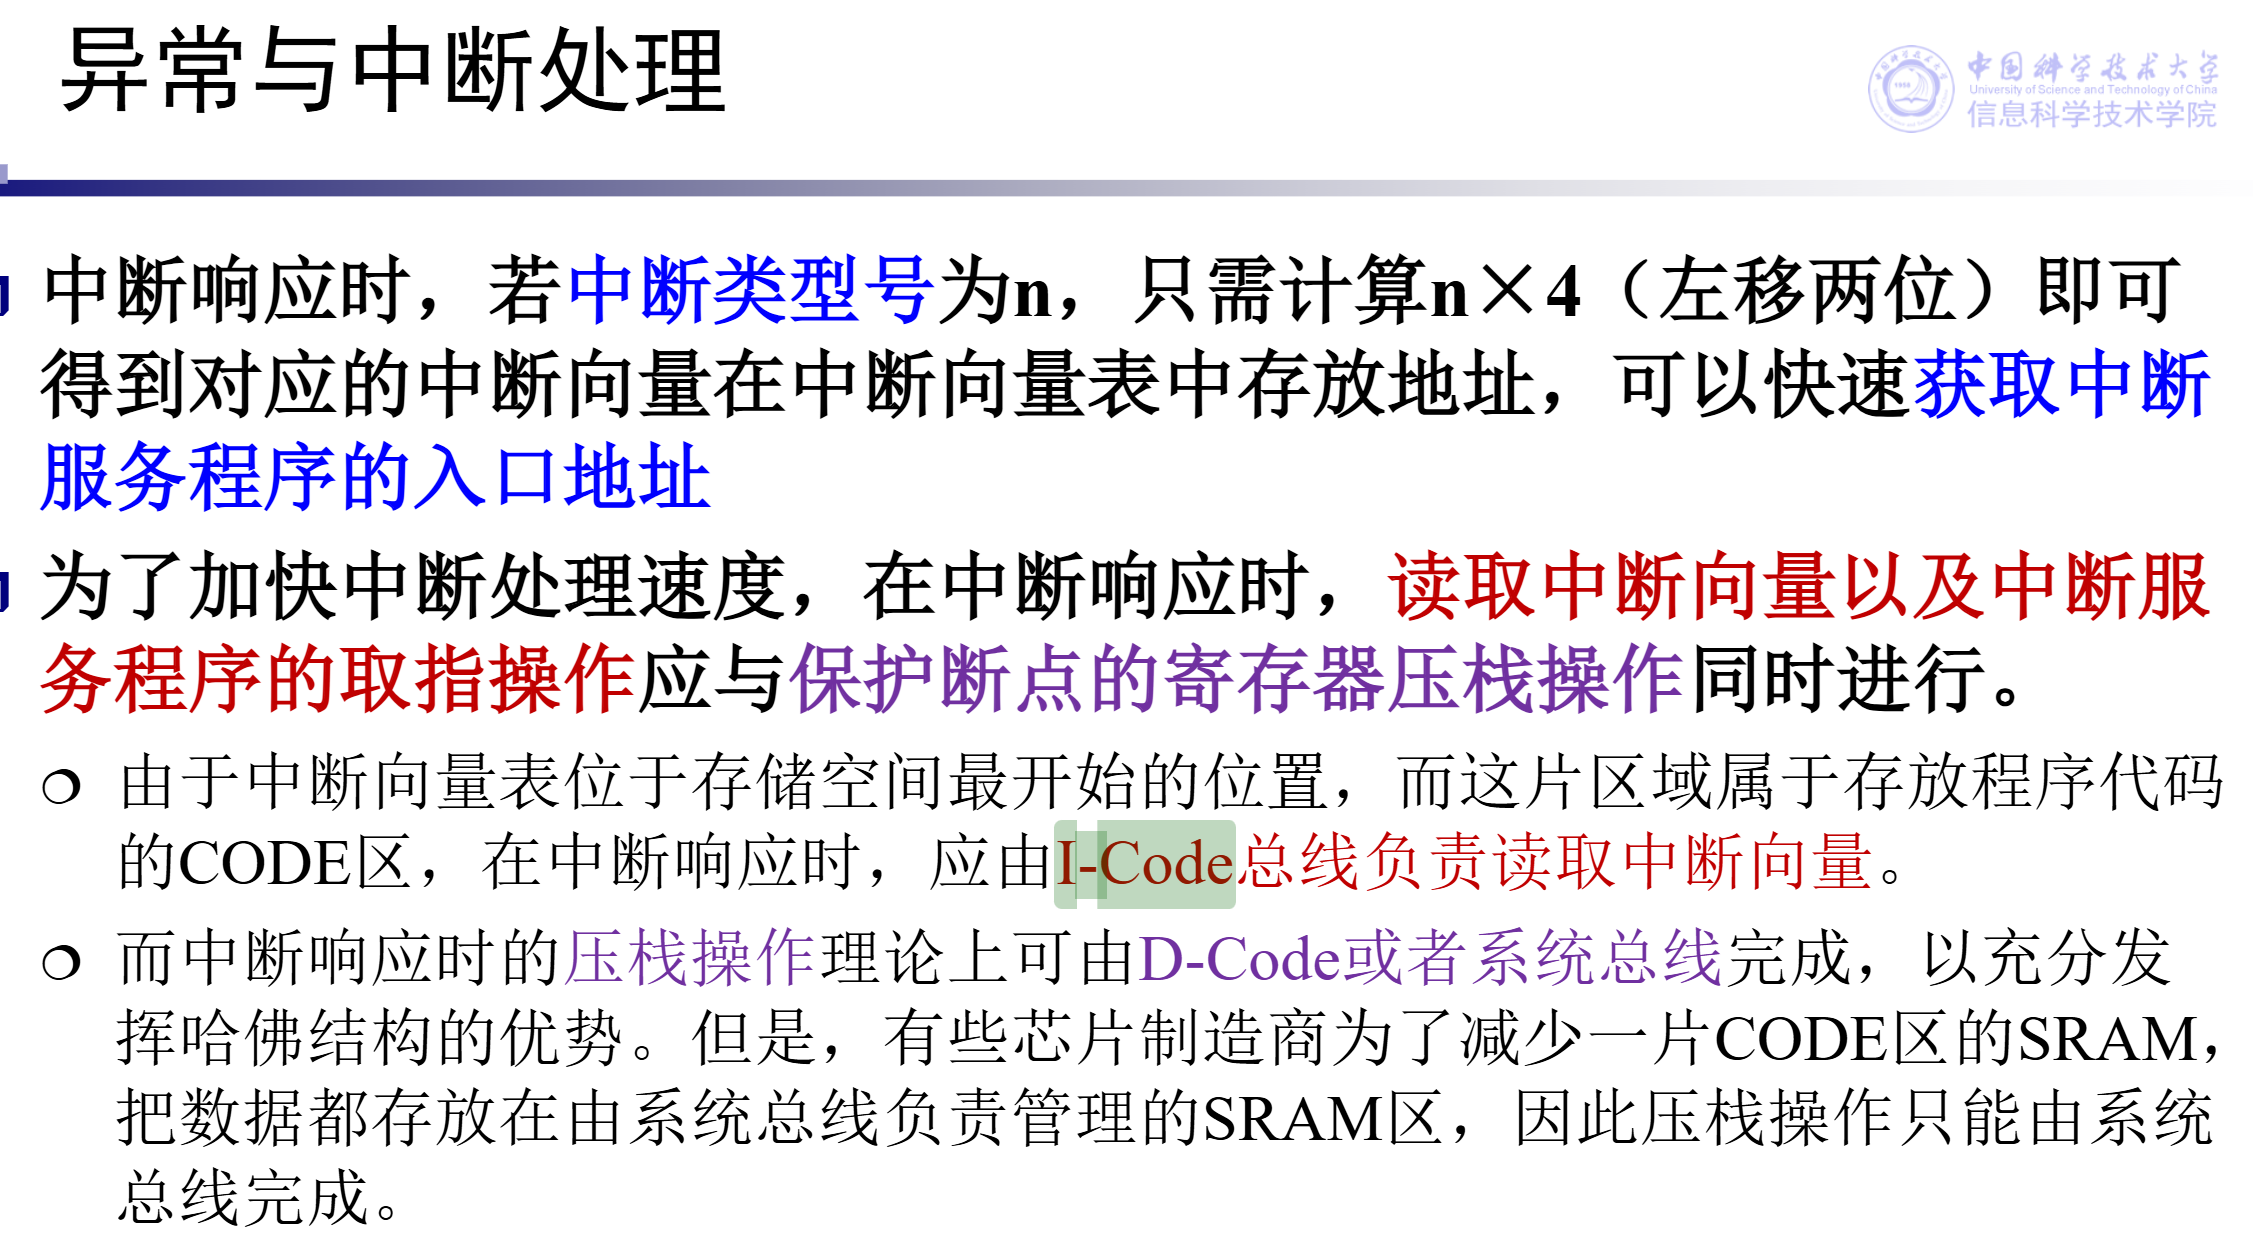 异常与中断处理
中国科学技术大学
University of Science and Technology of China
信息科学技术学院
中断响应时，若中断类型号为n，只需计算n×4（左移两位）即可
得到对应的中断向量在中断向量表中存放地址，可以快速获取中断
服务程序的入口地址
为了加快中断处理速度，在中断响应时，读取中断向量以及中断服
务程序的取指操作应与保护断点的寄存器压栈操作同时进行。
由于中断向量表位于存储空间最开始的位置，而这片区域属于存放程序代码
的CODE区，在中断响应时，应由I-Code总线负责读取中断向量。
而中断响应时的压栈操作理论上可由D-Code或者系统总线完成，以充分发
挥哈佛结构的优势。但是，有些芯片制造商为了减少一片CODE区的SRAM，
把数据都存放在由系统总线负责管理的SRAM区，因此压栈操作只能由系统
总线完成。